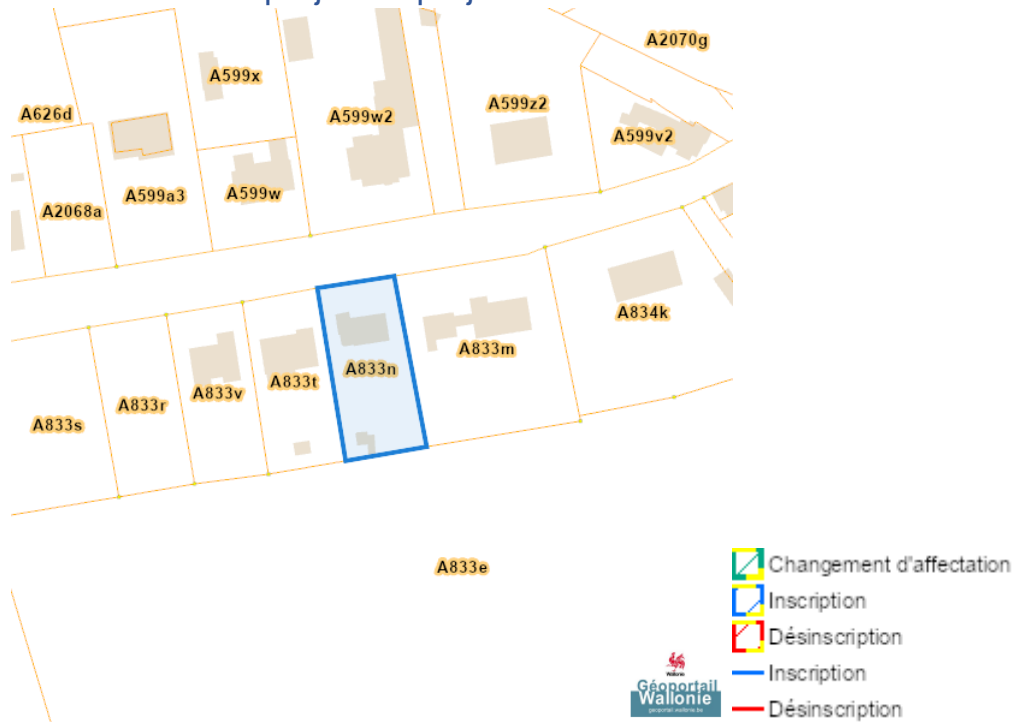 A2070g
A599x
A626d
A599w2
A599z2
A599v2
A2068a
A599a3
A599w
A834k
A833m
A833n
A833t
A833v
A833r
A833s
A833e
Changement d'affectation
Inscription
Désinscription
Inscription
Désinscription
Wallonie
Géoportail
Wallonie
geoportail.wallonie.be